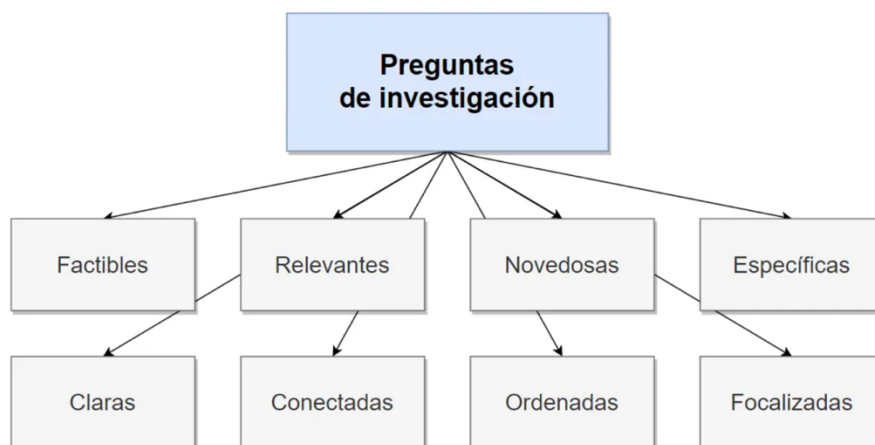 Preguntas
de investigación
Factibles
Relevantes
Novedosas
Específicas
Claras
Conectadas
Ordenadas
Focalizadas